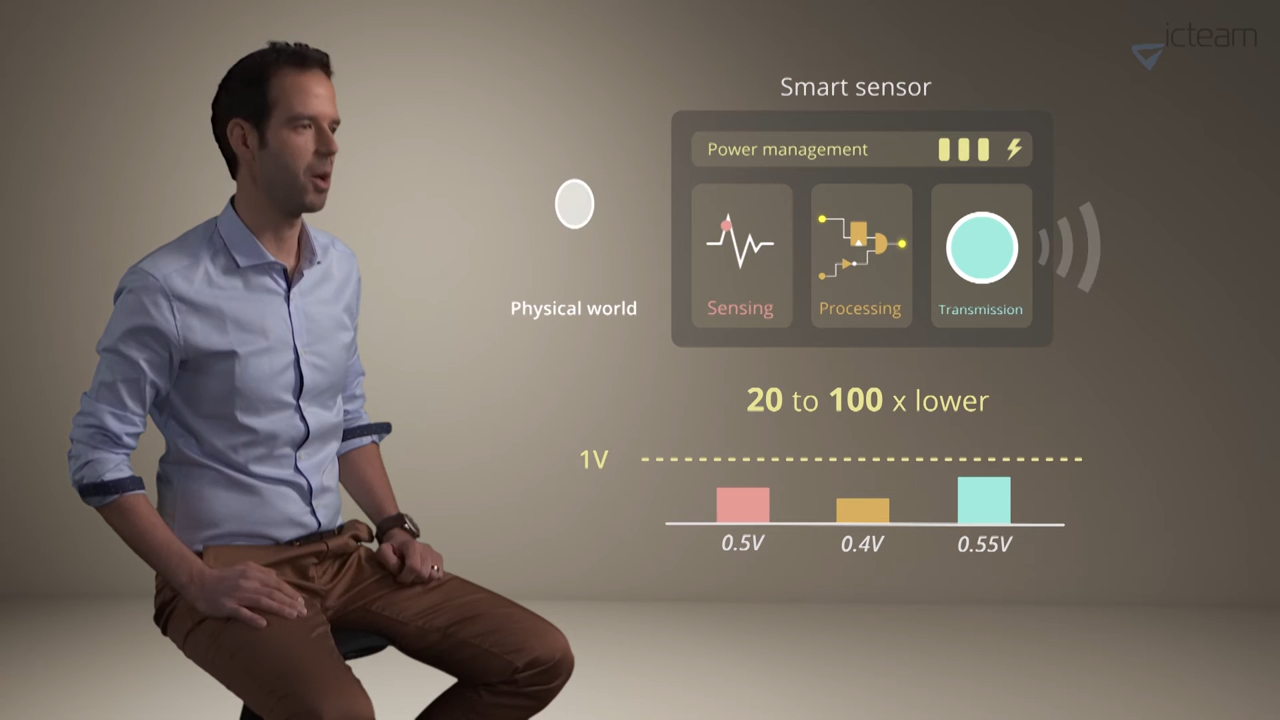 icteam
Smart sensor
Power management
Physical world
Sensing
Processing
Transmission
20 to 100 x lower
1V
0.5V
0.4V
0.55V